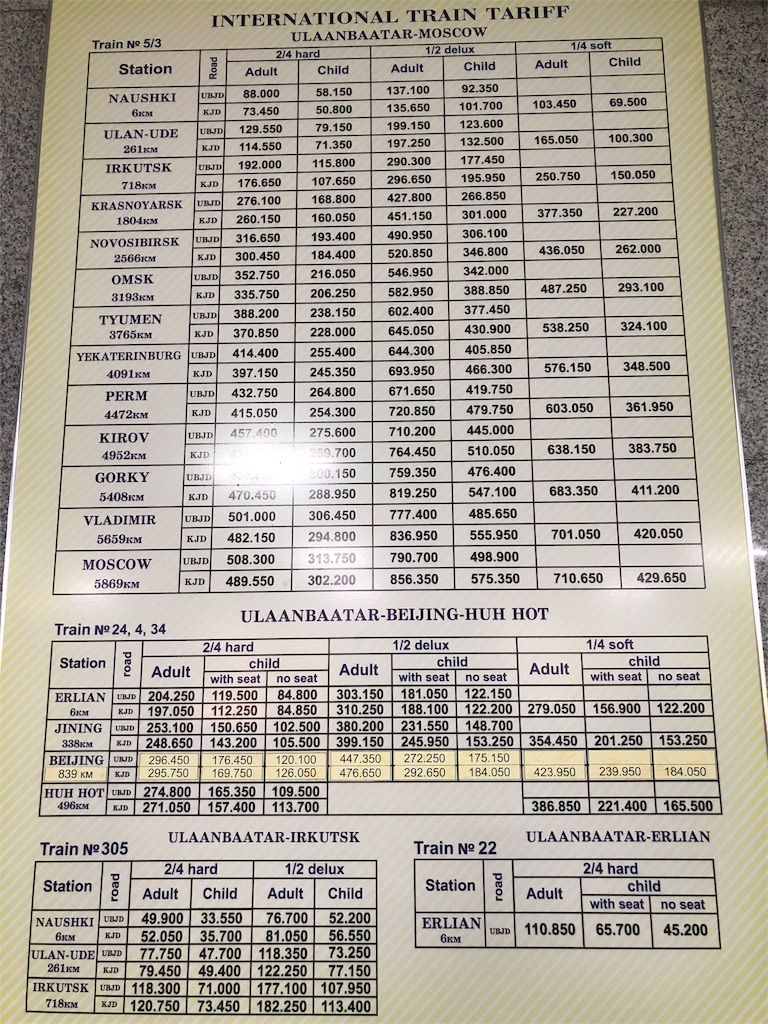 INTERNATIONAL TRAIN TARIFF
ULAANBAATAR-MOSCOW
Train № 5/3
Station Road 2/4 hard 1/2 delux 1/4 soft
Adult Child Adult Child Adult Child
NAUSHKI UBJD 88.000 58.150 137.100 92.350
6км KJD 73.450 50.800 135.650 101.700 103.450 69.500
ULAN-UDE UBJD 129.550 79.150 199.150 123.600
261км KJD 114.550 71.350 197.250 132.500 165.050 100.300
IRKUTSK UBJD 192.000 115.800 290.300 177.450
718км KJD 176.650 107.650 296.650 195.950 250.750 150.050
KRASNOYARSK UBJD 276.100 168.800 427.800 266.850
1804км KJD 260.150 160.050 451.150 301.000 377.350 227.200
NOVOSIBIRSK UBJD 316.650 193.400 490.950 306.100
2566км KJD 300.450 184.400 520.850 346.800 436.050 262.000
OMSK UBJD 352.750 216.050 546.950 342.000
3193км KJD 335.750 206.250 582.950 388.850 487.250 293.100
TYUMEN UBJD 388.200 238.150 602.400 377.450
3765км KJD 370.850 228.000 645.050 430.900 538.250 324.100
YEKATERINBURG UBJD 414.400 255.400 644.300 405.850
4091км KJD 397.150 245.350 693.950 466.300 576.150 348.500
PERM UBJD 432.750 264.800 671.650 419.750
4472км KJD 415.050 254.300 720.850 479.750 603.050 361.950
KIROV UBJD 457.400 275.600 710.200 445.000
4952км KJD 764.450 510.050 638.150 383.750
GORKY UBJD 300.150 759.350 476.400
5408км KJD 470.450 288.950 819.250 547.100 683.350 411.200
VLADIMIR UBJD 501.000 306.450 777.400 485.650
5659км KJD 482.150 294.800 836.950 555.950 701.050 420.050
MOSCOW UBJD 508.300 313.750 790.700 498.900
5869км KJD 489.550 302.200 856.350 575.350 710.650 429.650
ULAANBAATAR-BEIJING-HUH HOT
Train № 24, 4, 34
Station road 2/4 hard 1/2 delux 1/4 soft
Adult child Adult child Adult child
with seat no seat with seat no seat with seat no seat
ERLIAN UBJD 204.250 119.500 84.800 303.150 181.050 122.150
6км KJD 197.050 112.250 84.850 310.250 188.100 122.200 279.050 156.900 122.200
JINING UBJD 253.100 150.650 102.500 380.200 231.550 148.700
338км KJD 248.650 143.200 105.500 399.150 245.950 153.250 354.450 201.250 153.250
BEIJING UBJD 296.450 176.450 120.100 447.350 272.250 175.150
839 км KJD 295.750 169.750 126.050 476.650 292.650 184.050 423.950 239.950 184.050
HUH HOT UBJD 274.800 165.350 109.500
496км KJD 271.050 157.400 113.700 386.850 221.400 165.500
ULAANBAATAR-IRKUTSK
Train № 305
Station road 2/4 hard 1/2 delux
Adult Child Adult Child
NAUSHKI UBJD 49.900 33.550 76.700 52.200
6км KJD 52.050 35.700 81.050 56.550
ULAN-UDE UBJD 77.750 47.700 118.350 73.250
261км KJD 79.450 49.400 122.250 77.150
IRKUTSK UBJD 118.300 71.000 177.100 107.950
718км KJD 120.750 73.450 182.250 113.400
ULAANBAATAR-ERLIAN
Train № 22
Station road 2/4 hard
Adult child
with seat no seat
ERLIAN UBJD 110.850 65.700 45.200
6км